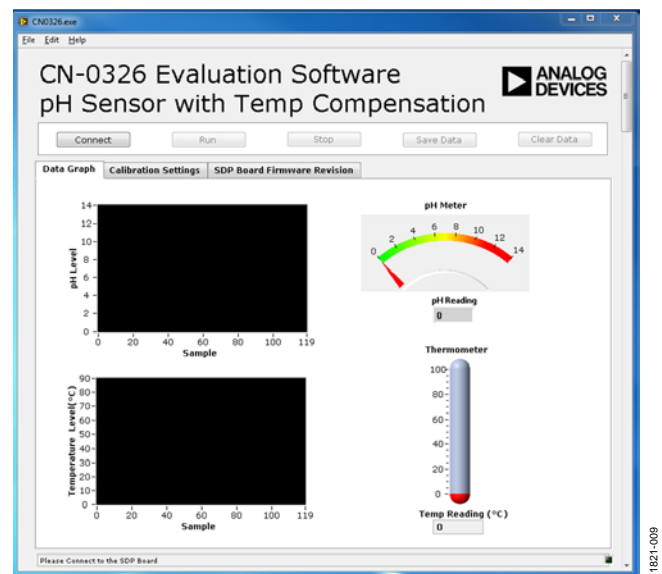 CN0326.exe
File Edit Help
CN-0326 Evaluation Software
pH Sensor with Temp Compensation
ANALOG
DEVICES
Connect Run Stop Save Data Clear Data
Data Graph Calibration Settings SDP Board Firmware Revision
pH Level
14
12
10
8
6
4
2
0
0 20 40 60 80 100 119
Sample
pH Meter
0 2 4 6 8 10 12 14
pH Reading
0
Temperature Level(°C)
90
80
70
60
50
40
30
20
10
0
0 20 40 60 80 100 119
Sample
Thermometer
100
80
60
40
20
0
Temp Reading (°C)
0
Please Connect to the SDP Board
1821-009